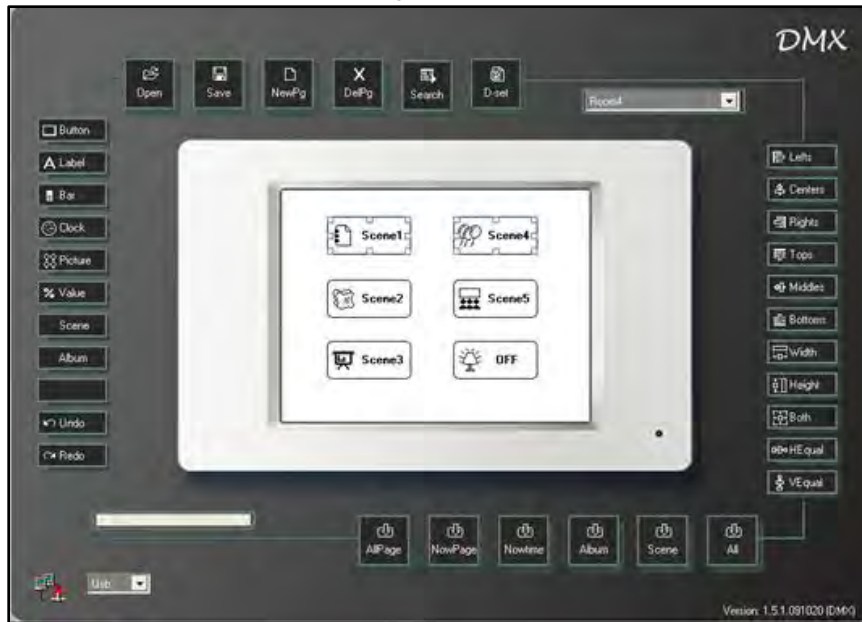 DMX
Open Save NewPg DelPg Search D-set
Room4
Button
Label
Bar
Clock
Picture
Value
Scene
Album
Undo
Redo
Scene1 Scene4
Scene2 Scene5
Scene3 OFF
Lefts
Centers
Rights
Tops
Middles
Bottoms
Width
Height
Both
HEqual
VEqual
AllPage NowPage Nowtime Album Scene All
Usb
Version: 1.5.1.091020 (DMX)